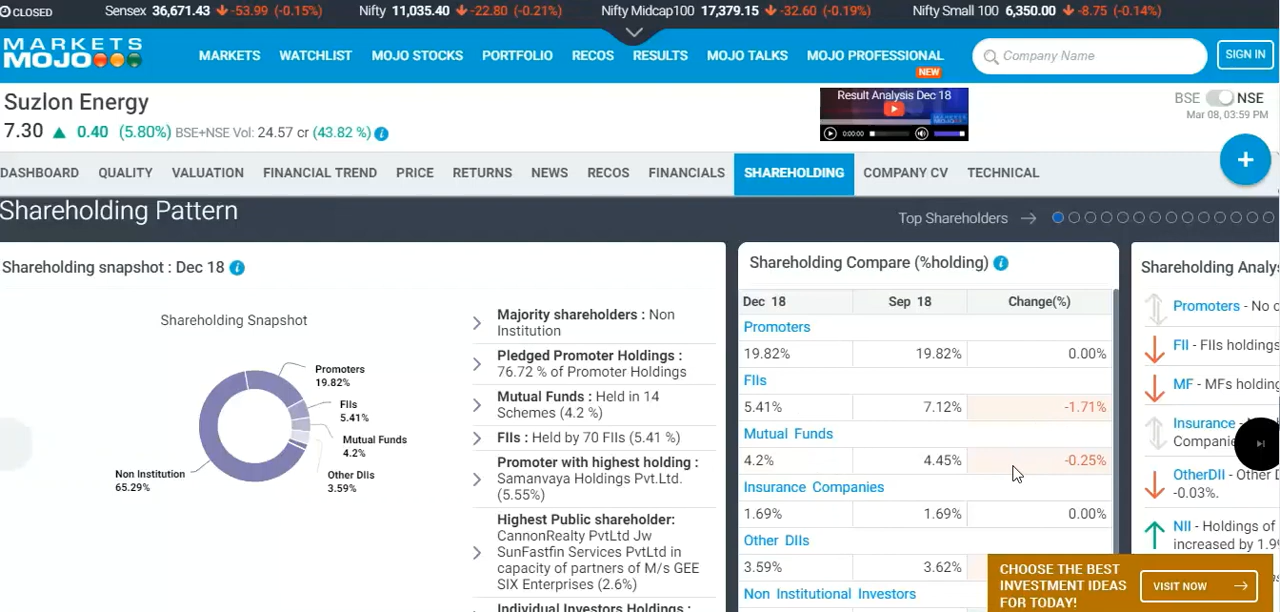 CLOSED Sensex 36,671.43 -53.99 (-0.15%) Nifty 11,035.40 -22.80 (-0.21%) Nifty Midcap100 17,379.15 -32.60 (-0.19%) Nifty Small 100 6,350.00 -8.75 (-0.14%)
MARKETS
MOJO
MARKETS WATCHLIST MOJO STOCKS PORTFOLIO RECOS RESULTS MOJO TALKS MOJO PROFESSIONAL
NEW
Company Name
SIGN IN
Suzlon Energy
7.30 0.40 (5.80%) BSE+NSE Vol: 24.57 cr (43.82 %)
Result Analysis Dec 18
0:00:00
BSE NSE
Mar 08, 03:59 PM
DASHBOARD QUALITY VALUATION FINANCIAL TREND PRICE RETURNS NEWS RECOS FINANCIALS SHAREHOLDING COMPANY CV TECHNICAL
Shareholding Pattern
Top Shareholders
Shareholding snapshot : Dec 18
Shareholding Snapshot
Promoters
19.82%
FIIs
5.41%
Mutual Funds
4.2%
Other DIIs
3.59%
Non Institution
65.29%
Majority shareholders : Non
Institution
Pledged Promoter Holdings :
76.72 % of Promoter Holdings
Mutual Funds : Held in 14
Schemes (4.2 %)
FIIs : Held by 70 FIIs (5.41 %)
Promoter with highest holding :
Samanvaya Holdings Pvt.Ltd.
(5.55%)
Highest Public shareholder:
CannonRealty PvtLtd Jw
SunFastfin Services PvtLtd in
capacity of partners of M/s GEE
SIX Enterprises (2.6%)
Individual Investors Holdings :
Shareholding Compare (%holding)
Dec 18 Sep 18 Change(%)
Promoters
19.82% 19.82% 0.00%
FIIs
5.41% 7.12% -1.71%
Mutual Funds
4.2% 4.45% -0.25%
Insurance Companies
1.69% 1.69% 0.00%
Other DIIs
3.59% 3.62%
Non Institutional Investors
Shareholding Analys
Promoters - No c
FII - FIIs holdings
MF - MFs holding
Insurance -
Companie
OtherDII - Other D
-0.03%.
NII - Holdings of
increased by 1.9
CHOOSE THE BEST
INVESTMENT IDEAS
FOR TODAY!
VISIT NOW